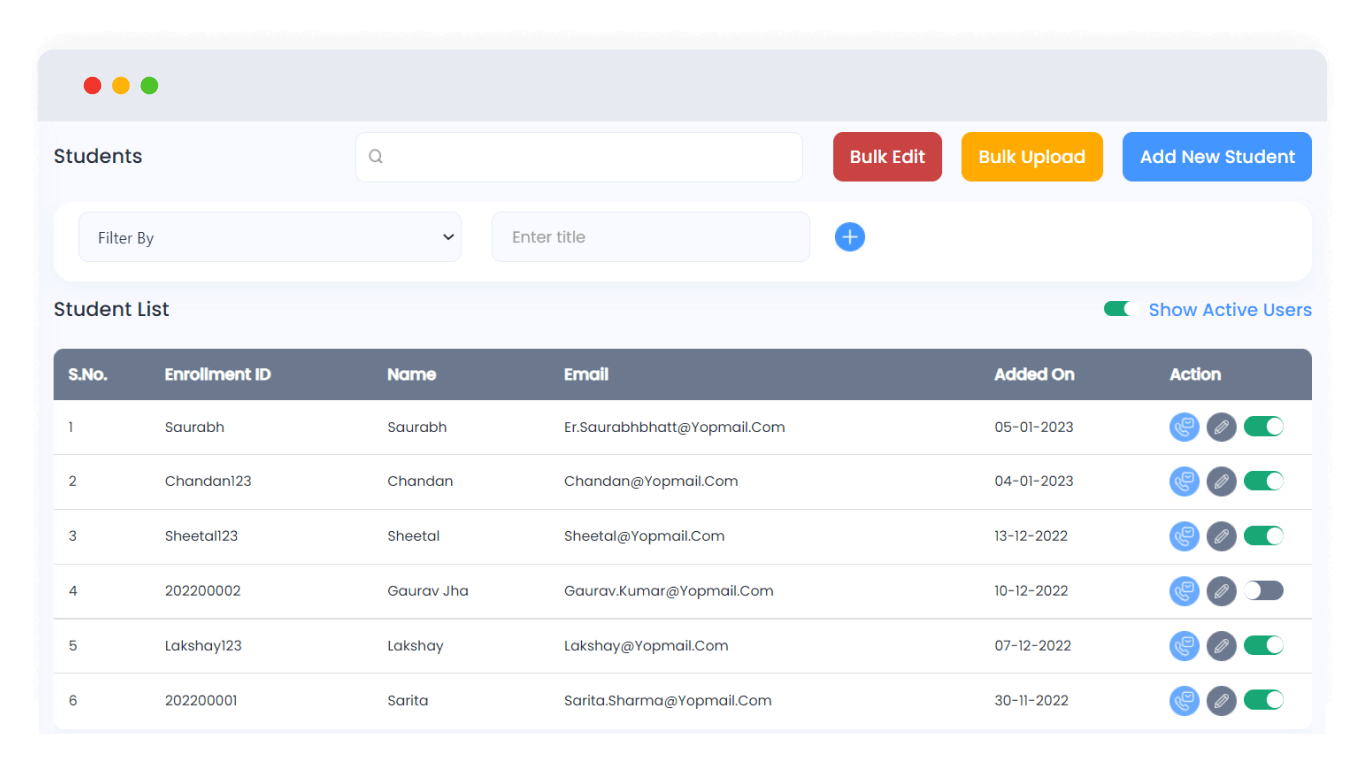 Students Bulk Edit Bulk Upload Add New Student
Filter By Enter title
Student List Show Active Users
S.No. Enrollment ID Name Email Added On Action
1 Saurabh Saurabh Er.Saurabhbhatt@Yopmail.Com 05-01-2023
2 Chandan123 Chandan Chandan@Yopmail.Com 04-01-2023
3 Sheetal123 Sheetal Sheetal@Yopmail.Com 13-12-2022
4 202200002 Gaurav Jha Gaurav.Kumar@Yopmail.Com 10-12-2022
5 Lakshay123 Lakshay Lakshay@Yopmail.Com 07-12-2022
6 202200001 Sarita Sarita.Sharma@Yopmail.Com 30-11-2022